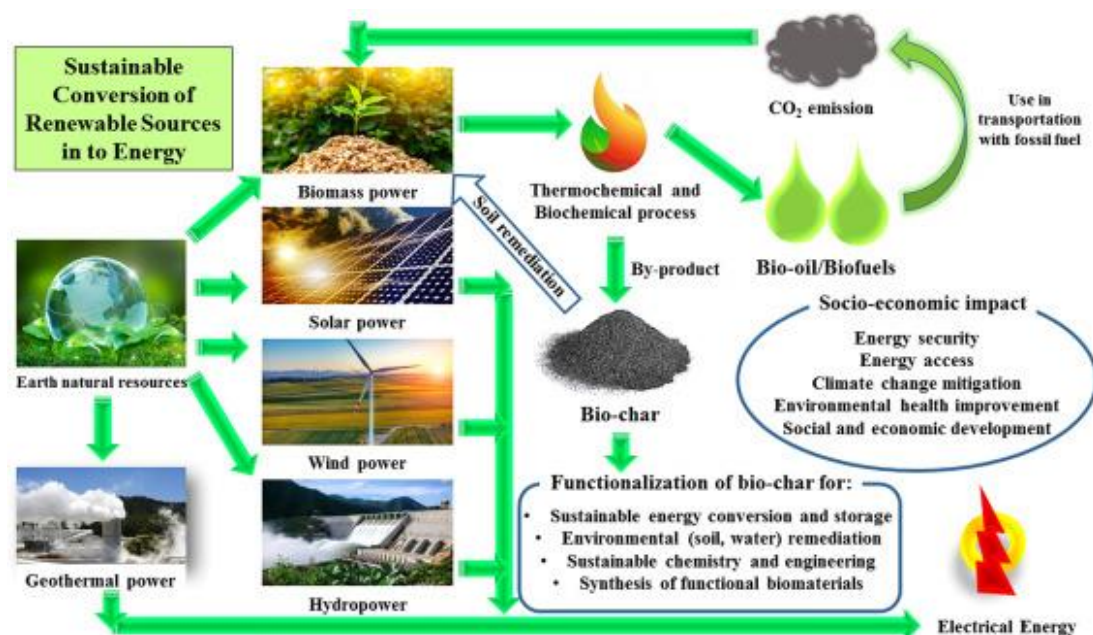 Sustainable
Conversion of
Renewable Sources
in to Energy
Biomass power
Solar power
Wind power
Hydropower
Earth natural resources
Geothermal power
Soil remediation
Thermochemical and
Biochemical process
By-product
Bio-char
CO₂ emission
Use in
transportation
with fossil fuel
Bio-oil/Biofuels
Socio-economic impact
Energy security
Energy access
Climate change mitigation
Environmental health improvement
Social and economic development
Functionalization of bio-char for:
• Sustainable energy conversion and storage
• Environmental (soil, water) remediation
• Sustainable chemistry and engineering
• Synthesis of functional biomaterials
Electrical Energy